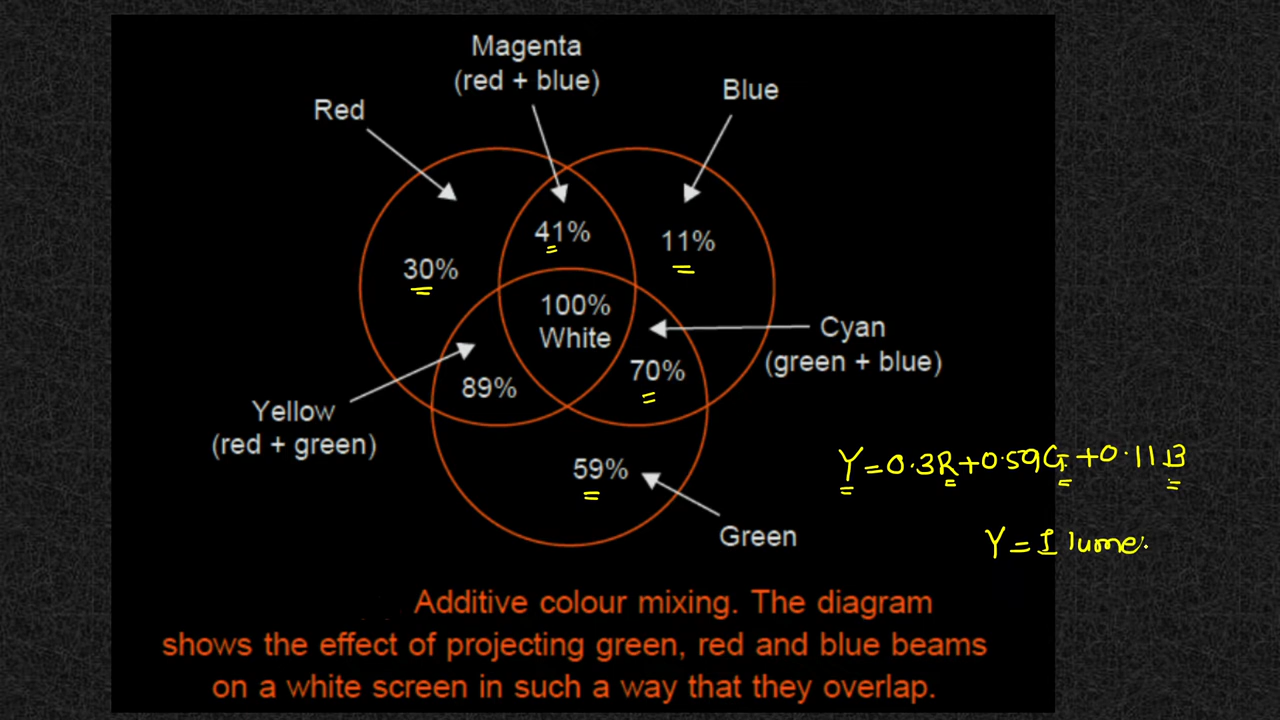 Magenta
(red + blue)
Blue
Red
41%
11%
30%
100%
White
Cyan
(green + blue)
70%
89%
Yellow
(red + green)
Y=0.3R+0.59G+0.11B
59%
Green
Y=1 lume
Additive colour mixing. The diagram
shows the effect of projecting green, red and blue beams
on a white screen in such a way that they overlap.